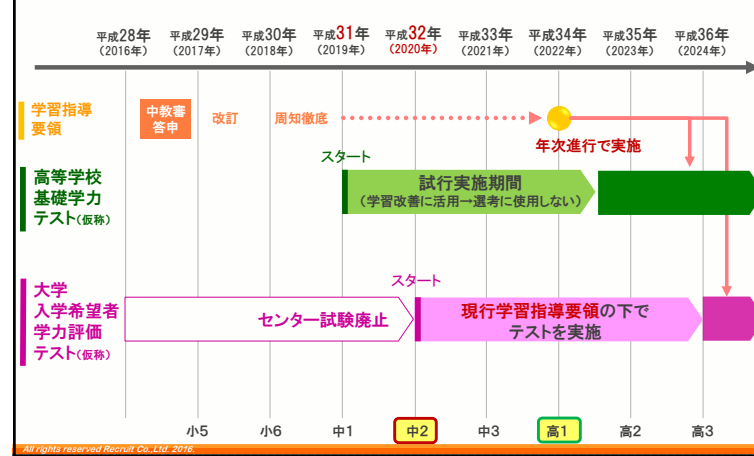 平成28年 平成29年 平成30年 平成31年 平成32年 平成33年 平成34年 平成35年 平成36年
(2016年) (2017年) (2018年) (2019年) (2020年) (2021年) (2022年) (2023年) (2024年)
学習指導
要領
中教審
答申
改訂
周知徹底
年次進行で実施
スタート
高等学校
基礎学力
テスト(仮称)
試行実施期間
(学習改善に活用→選考に使用しない)
スタート
大学
入学希望者
学力評価
テスト(仮称)
センター試験廃止
現行学習指導要領の下で
テストを実施
小5 小6 中1 中2 中3 高1 高2 高3
All rights reserved Recruit Co.,Ltd. 2016.